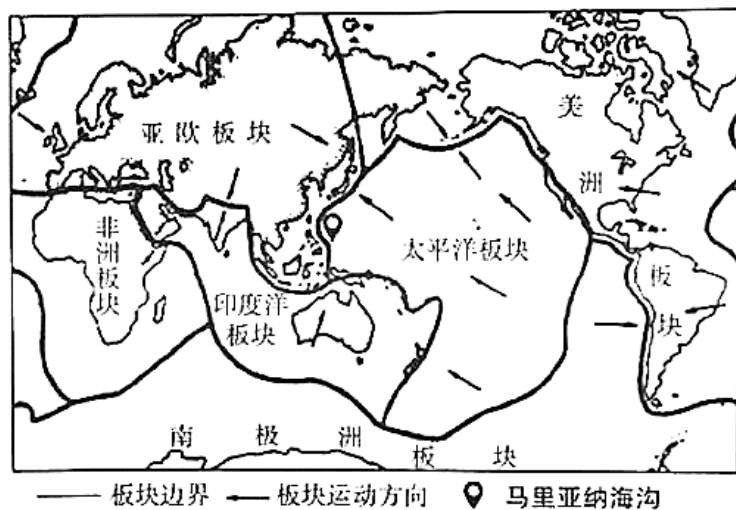 亚欧板块
美
洲
板
块
非洲板块
太平洋板块
印度洋
板块
南极洲板块
板块边界
板块运动方向
马里亚纳海沟